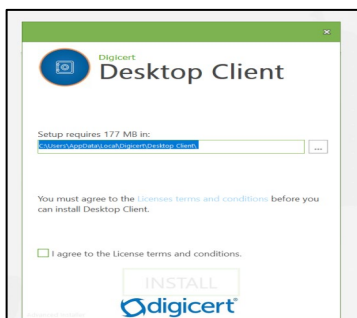 Digicert
Desktop Client
Setup requires 177 MB in:
C:\Users\AppData\Local\Digicert\Desktop Client\
...
You must agree to the Licenses terms and conditions before you
can install Desktop Client.
I agree to the License terms and conditions.
INSTALL
digicert